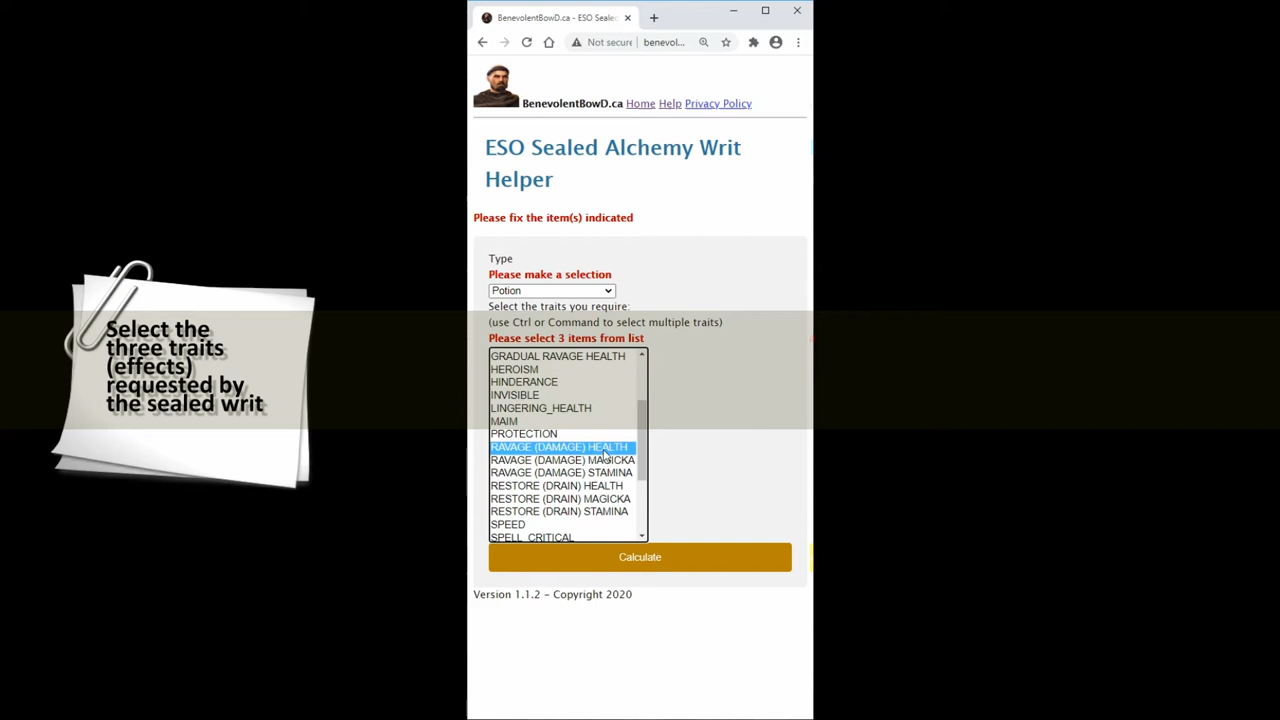 BenevolentBowD.ca - ESO Sealed
Not secure
benevol...
BenevolentBowD.ca Home Help Privacy Policy
ESO Sealed Alchemy Writ
Helper
Please fix the item(s) indicated
Type
Please make a selection
Potion
Select the traits you require:
(use Ctrl or Command to select multiple traits)
Please select 3 items from list
GRADUAL RAVAGE HEALTH
HEROISM
HINDERANCE
INVISIBLE
LINGERING_HEALTH
MAIM
PROTECTION
RAVAGE (DAMAGE) HEALTH
RAVAGE (DAMAGE) MAGICKA
RAVAGE (DAMAGE) STAMINA
RESTORE (DRAIN) HEALTH
RESTORE (DRAIN) MAGICKA
RESTORE (DRAIN) STAMINA
SPEED
SPELL_CRITICAL
Calculate
Version 1.1.2 - Copyright 2020
Select the
three traits
(effects)
requested by
the sealed writ